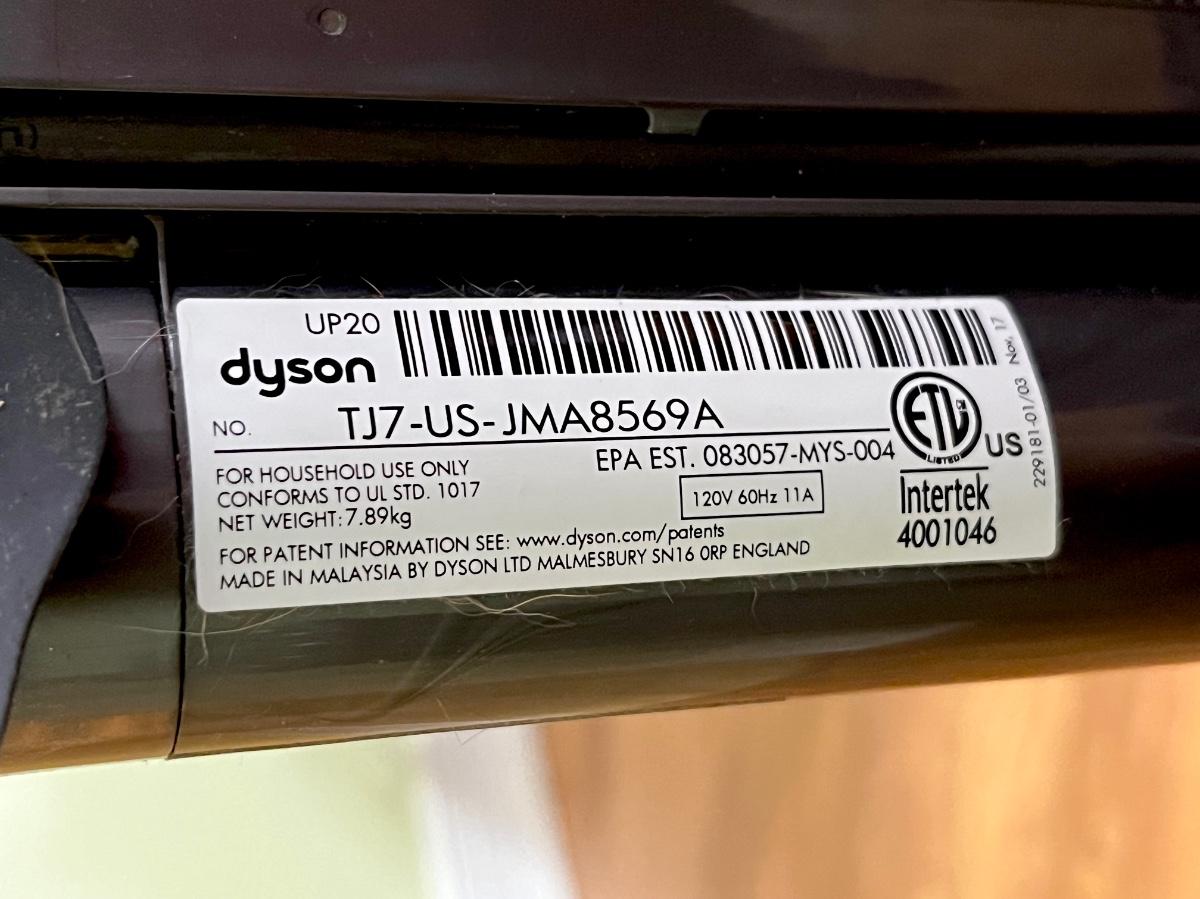 UP20
dyson
NO. TJ7-US-JMA8569A
EPA EST. 083057-MYS-004
FOR HOUSEHOLD USE ONLY
CONFORMS TO UL STD. 1017
120V 60Hz 11A
NET WEIGHT: 7.89kg
FOR PATENT INFORMATION SEE: www.dyson.com/patents
MADE IN MALAYSIA BY DYSON LTD MALMESBURY SN16 0RP ENGLAND
ETL
LISTED
US
Intertek
4001046
229181-01/03 Nov. 17